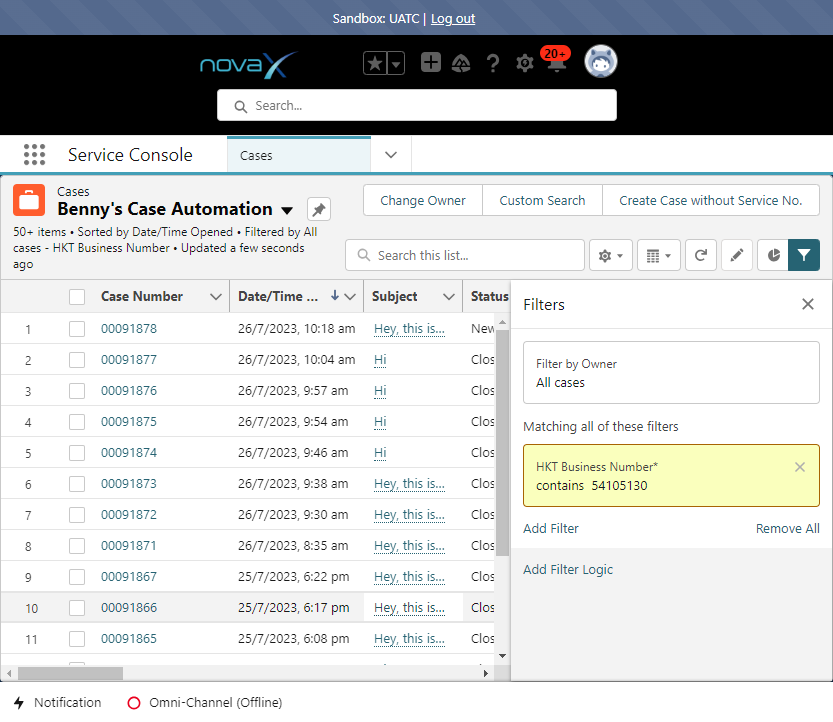 Sandbox: UATC | Log out
novaX
20+
Search...
Service Console
Cases
Cases
Benny's Case Automation
50+ items • Sorted by Date/Time Opened • Filtered by All
cases - HKT Business Number • Updated a few seconds
ago
Change Owner
Custom Search
Create Case without Service No.
Search this list...
Case Number
Date/Time ...
Subject
Status
1 00091878 26/7/2023, 10:18 am Hey, this is... New
2 00091877 26/7/2023, 10:04 am Hi Clos
3 00091876 26/7/2023, 9:57 am Hi Clos
4 00091875 26/7/2023, 9:54 am Hi Clos
5 00091874 26/7/2023, 9:46 am Hi Clos
6 00091873 26/7/2023, 9:38 am Hey, this is... Clos
7 00091872 26/7/2023, 9:30 am Hey, this is... Clos
8 00091871 26/7/2023, 8:35 am Hey, this is... Clos
9 00091867 25/7/2023, 6:22 pm Hey, this is... Clos
10 00091866 25/7/2023, 6:17 pm Hey, this is... Clos
11 00091865 25/7/2023, 6:08 pm Hey, this is... Clos
Filters
Filter by Owner
All cases
Matching all of these filters
HKT Business Number*
contains 54105130
Add Filter
Remove All
Add Filter Logic
Notification
Omni-Channel (Offline)